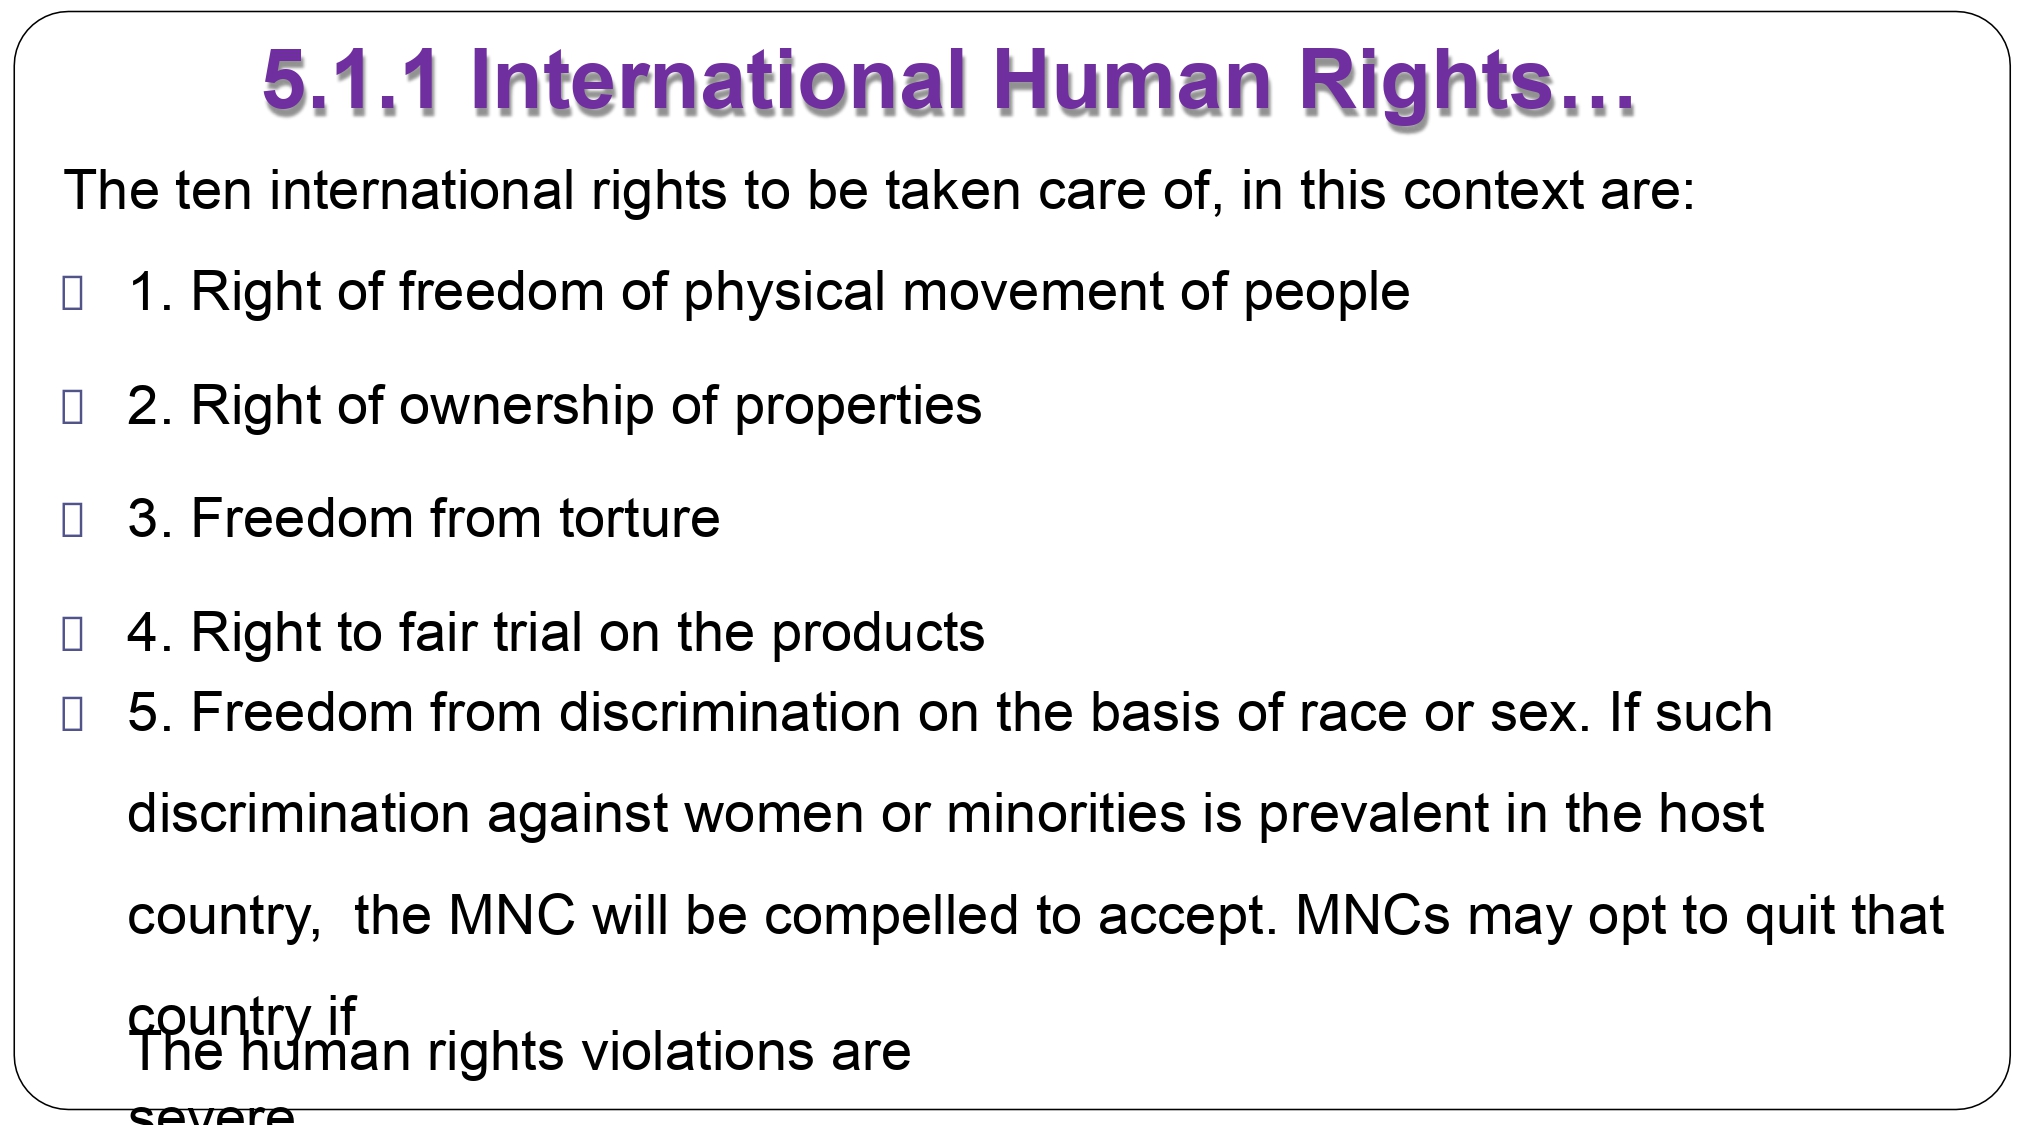 5.1.1 International Human Rights…
The ten international rights to be taken care of, in this context are:
1. Right of freedom of physical movement of people
2. Right of ownership of properties
3. Freedom from torture
4. Right to fair trial on the products
5. Freedom from discrimination on the basis of race or sex. If such
discrimination against women or minorities is prevalent in the host
country,  the MNC will be compelled to accept. MNCs may opt to quit that
country if
The human rights violations are
severe